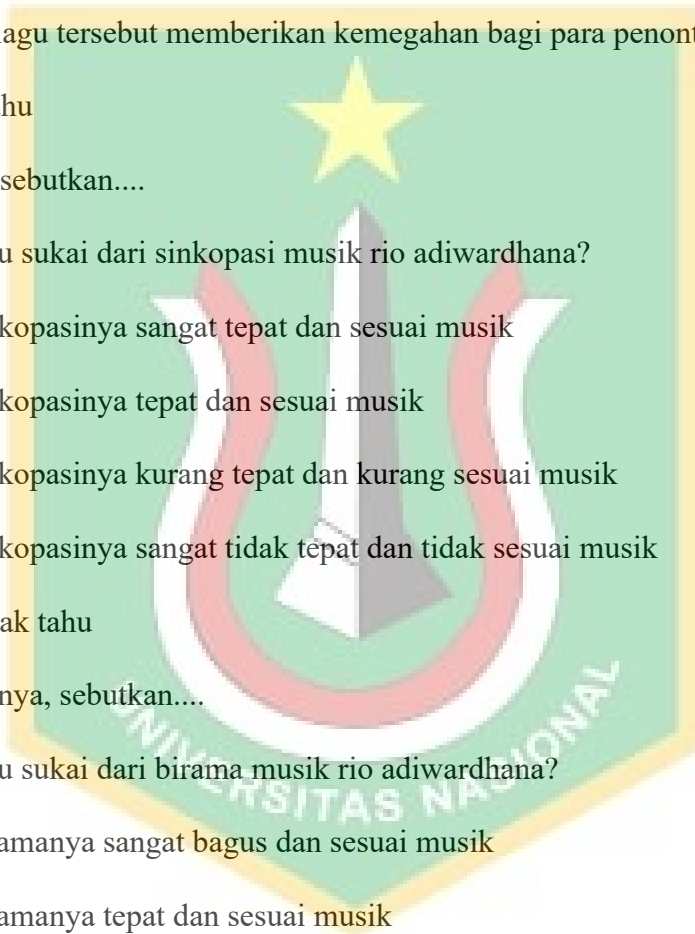 lagu tersebut memberikan kemegahan bagi para penont
hu
sebutkan....
u sukai dari sinkopasi musik rio adiwardhana?
kopasinya sangat tepat dan sesuai musik
kopasinya tepat dan sesuai musik
kopasinya kurang tepat dan kurang sesuai musik
kopasinya sangat tidak tepat dan tidak sesuai musik
ak tahu
nya, sebutkan....
u sukai dari birama musik rio adiwardhana?
amanya sangat bagus dan sesuai musik
amanya tepat dan sesuai musik
UNIVERSITAS NASIONAL